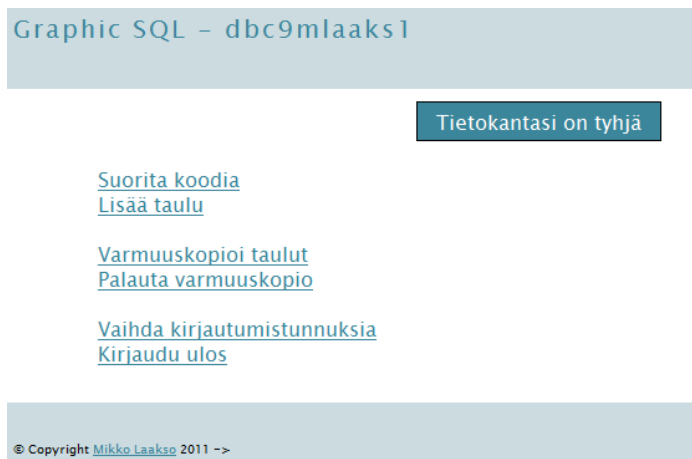 Graphic SQL – dbc9mlaaks1
Tietokantasi on tyhjä
Suorita koodia
Lisää taulu
Varmuuskopioi taulut
Palauta varmuuskopio
Vaihda kirjautumistunnuksia
Kirjaudu ulos
© Copyright Mikko Laakso 2011 –>